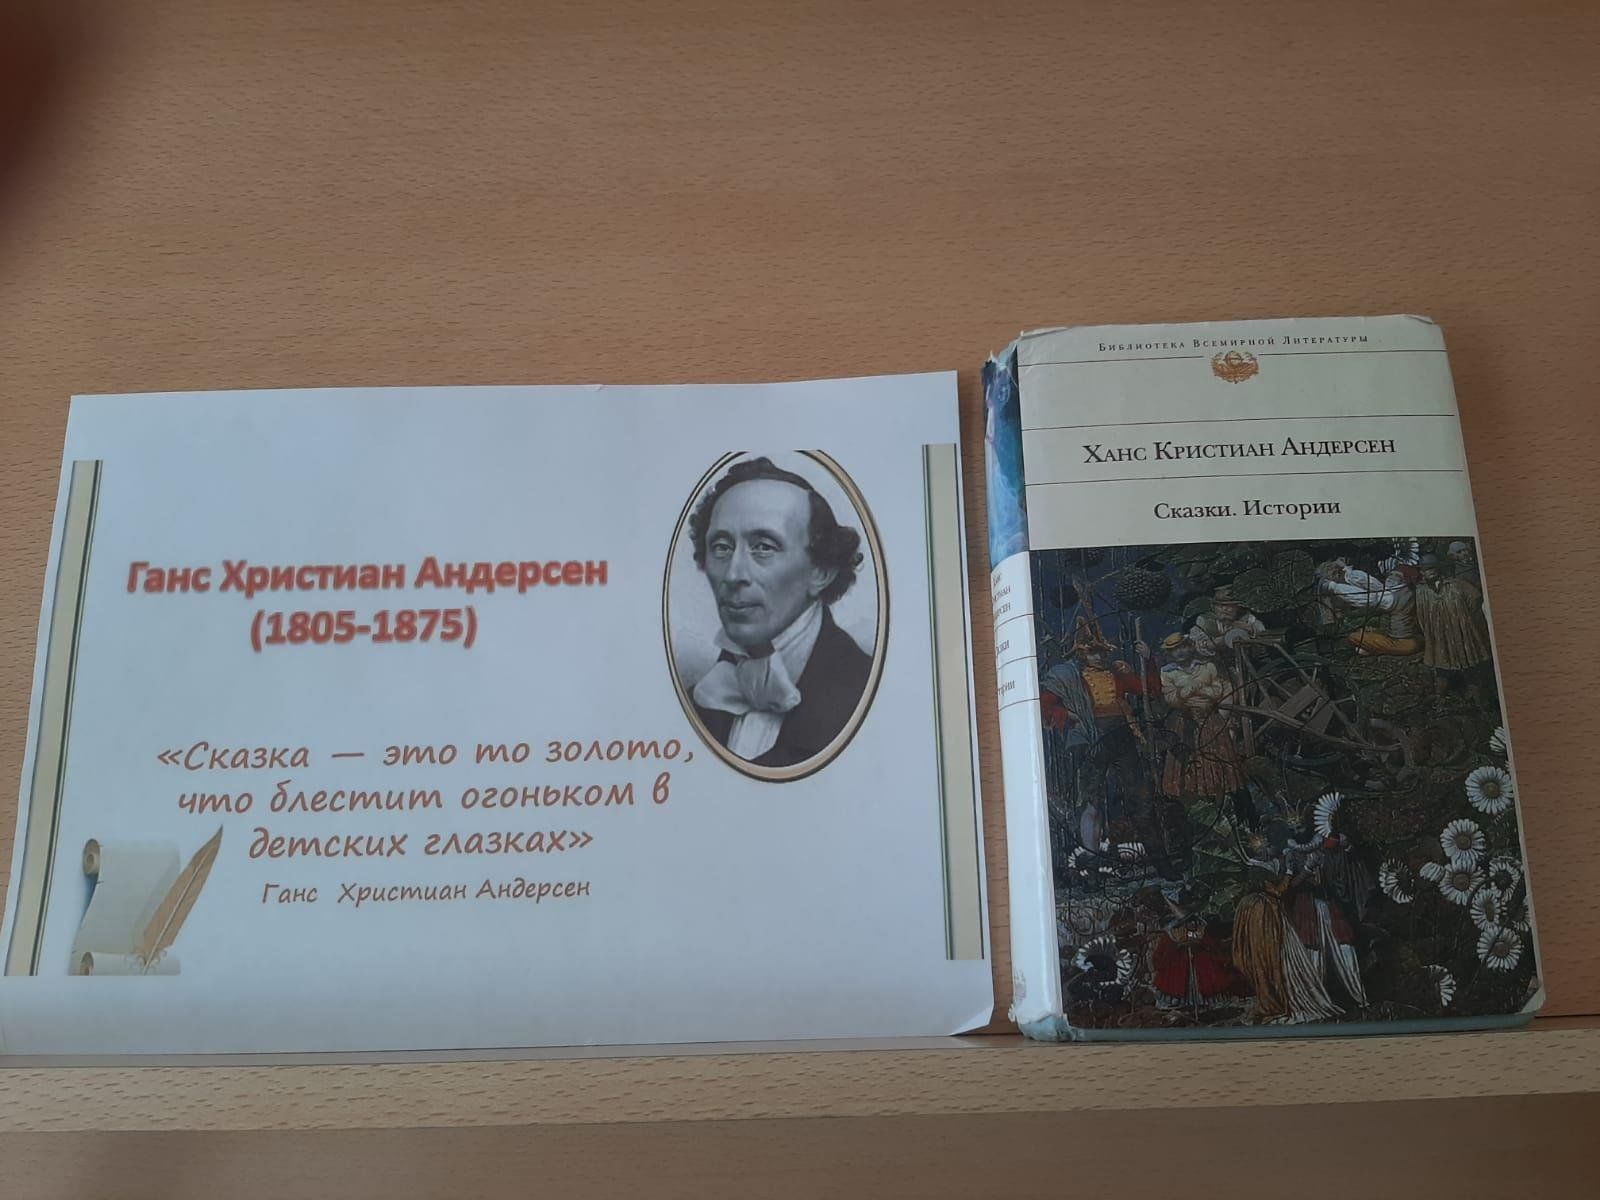 Ганс Христиан Андерсен
(1805-1875)
«Сказка — это то золото,
что блестит огоньком в
детских глазках»
Ганс Христиан Андерсен
Библиотека Всемирной Литературы
Ханс Кристиан Андерсен
Сказки. Истории